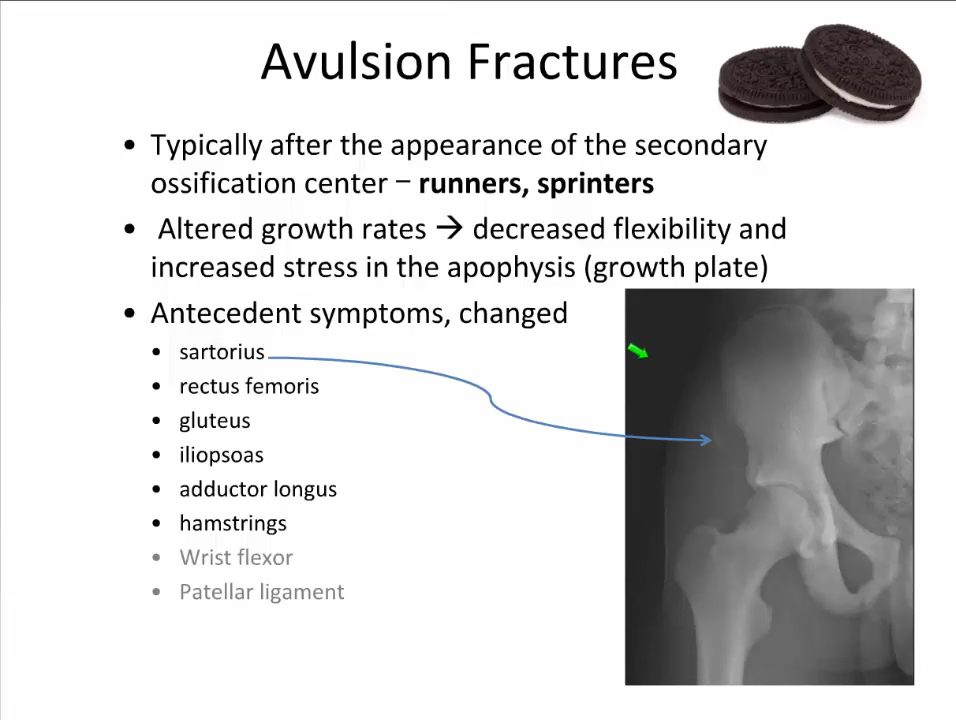 Avulsion Fractures
• Typically after the appearance of the secondary
ossification center – runners, sprinters
• Altered growth rates → decreased flexibility and
increased stress in the apophysis (growth plate)
• Antecedent symptoms, changed
• sartorius
• rectus femoris
• gluteus
• iliopsoas
• adductor longus
• hamstrings
• Wrist flexor
• Patellar ligament